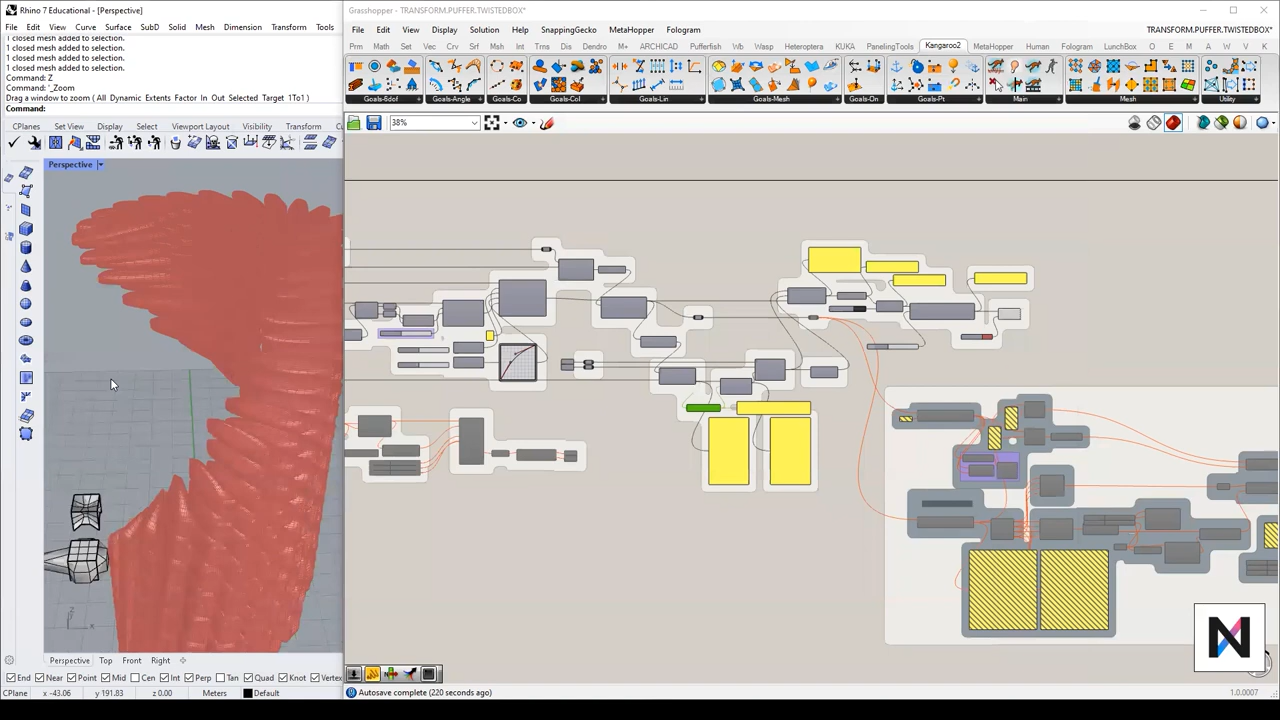 Rhino 7 Educational - [Perspective]
File Edit View Curve Surface SubD Solid Mesh Dimension Transform
1 closed mesh added to selection.
1 closed mesh added to selection.
1 closed mesh added to selection.
1 closed mesh added to selection.
Command: Z
Command: '_Zoom
Drag a window to zoom ( All Dynamic Extents Factor In Out Selected Target 1To1 )
Command:
CPlanes Set View Display Select Viewport Layout Visibility Transform
Perspective
z
x
Perspective Top Front Right
End Near Point Mid Cen Int Perp Tan Quad Knot Vertex
CPlane x -43.06 y 191.83 z 0.00 Meters Default
Grasshopper - TRANSFORM.PUFFER.TWISTEDBOX*
File Edit View Display Solution Help SnappingGecko MetaHopper Fologram TRANSFORM.PUFFER.TWISTEDBOX*
Prm Math Set Vec Crv Srf Msh Int Trns Dis Dendro M+ ARCHICAD Pufferfish Wb Wasp Heteroptera KUKA PanelingTools Kangaroo2 MetaHopper Human Fologram LunchBox O E M A W V S M
Goals-6dof Goals-Angle Goals-Co Goals-Col Goals-Lin Goals-Mesh Goals-On Goals-Pt Main Mesh Utility
38%
Autosave complete (220 seconds ago)
1.0.0007
N